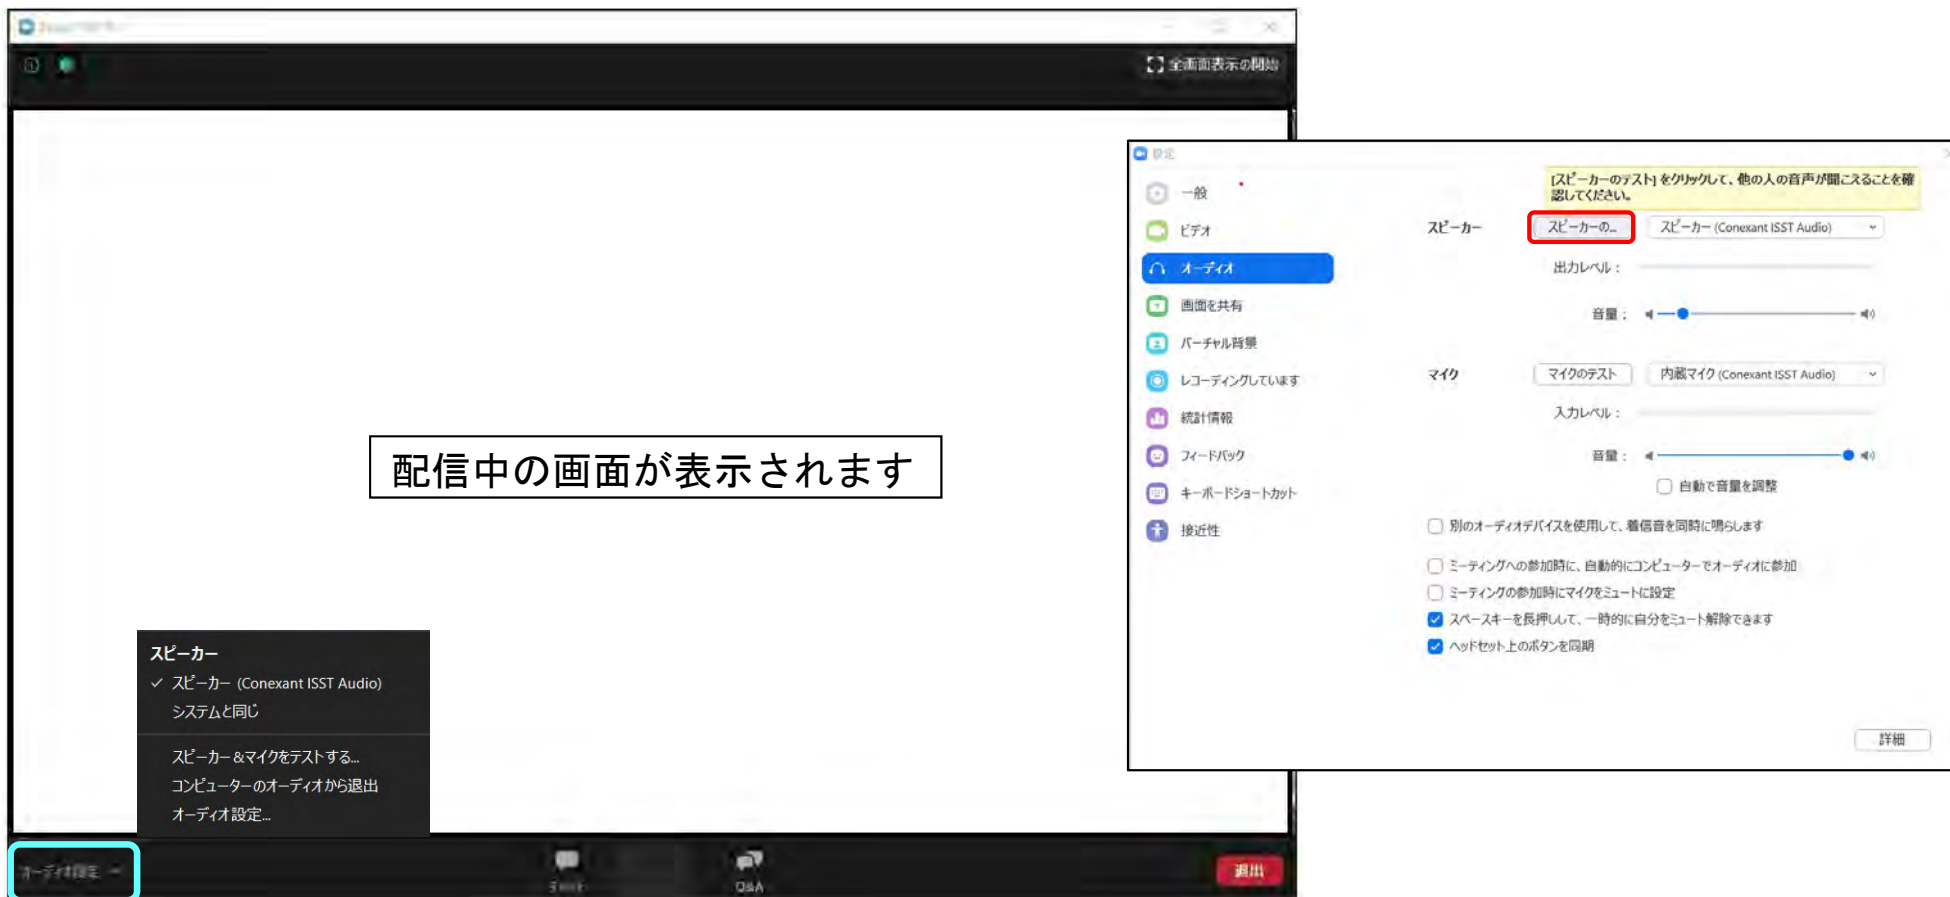 全画面表示の開始
配信中の画面が表示されます
スピーカー
スピーカー (Conexant ISST Audio)
システムと同じ
スピーカー&マイクをテストする...
コンピューターのオーディオから退出
オーディオ設定...
オーディオ設定
Q&A
退出
設定
一般
ビデオ
オーディオ
画面を共有
バーチャル背景
レコーディングしています
統計情報
フィードバック
キーボードショートカット
接近性
[スピーカーのテスト] をクリックして、他の人の音声が聞こえることを確
認してください。
スピーカー スピーカーの... スピーカー (Conexant ISST Audio)
出力レベル：
音量：
マイク マイクのテスト 内蔵マイク (Conexant ISST Audio)
入力レベル：
音量：
自動で音量を調整
別のオーディオデバイスを使用して、着信音を同時に鳴らします
ミーティングへの参加時に、自動的にコンピューターでオーディオに参加
ミーティングの参加時にマイクをミュートに設定
スペースキーを長押しして、一時的に自分をミュート解除できます
ヘッドセット上のボタンを同期
詳細